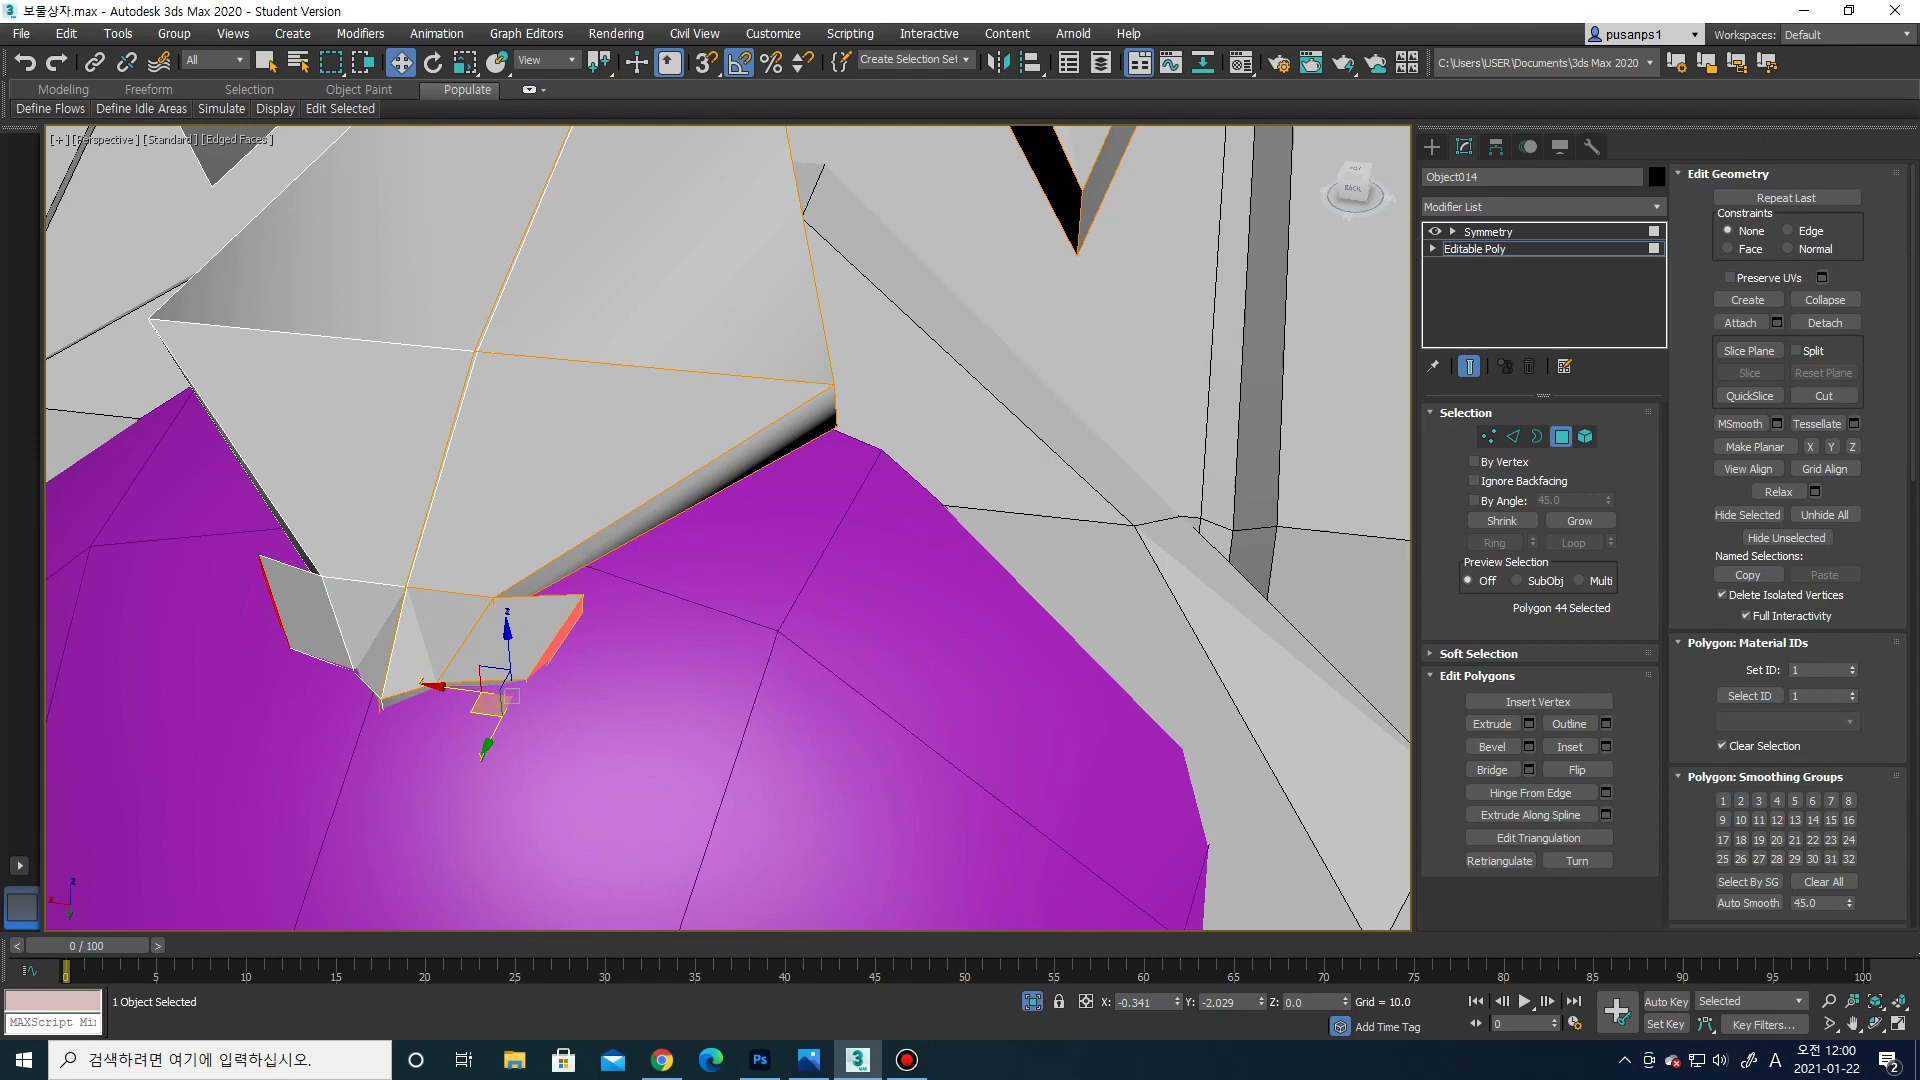 보물상자.max - Autodesk 3ds Max 2020 - Student Version
File Edit Tools Group Views Create Modifiers Animation Graph Editors Rendering Civil View Customize Scripting Interactive Content Arnold Help
pusanps1 Workspaces: Default
All View Create Selection Set C:\Users\USER\Documents\3ds Max 2020
Modeling Freeform Selection Object Paint Populate
Define Flows Define Idle Areas Simulate Display Edit Selected
[+] [Perspective] [Standard] [Edged Faces]
BACK
Object014
Modifier List
Symmetry
Editable Poly
Selection
By Vertex
Ignore Backfacing
By Angle: 45.0
Shrink Grow
Ring Loop
Preview Selection
Off SubObj Multi
Polygon 44 Selected
Soft Selection
Edit Polygons
Insert Vertex
Extrude Outline
Bevel Inset
Bridge Flip
Hinge From Edge
Extrude Along Spline
Edit Triangulation
Retriangulate Turn
Edit Geometry
Repeat Last
Constraints
None Edge
Face Normal
Preserve UVs
Create Collapse
Attach Detach
Slice Plane Split
Slice Reset Plane
QuickSlice Cut
MSmooth Tessellate
Make Planar X Y Z
View Align Grid Align
Relax
Hide Selected Unhide All
Hide Unselected
Named Selections:
Copy Paste
Delete Isolated Vertices
Full Interactivity
Polygon: Material IDs
Set ID: 1
Select ID 1
Clear Selection
Polygon: Smoothing Groups
1 2 3 4 5 6 7 8
9 10 11 12 13 14 15 16
17 18 19 20 21 22 23 24
25 26 27 28 29 30 31 32
Select By SG Clear All
Auto Smooth 45.0
z
x
y
< 0 / 100 >
0 5 10 15 20 25 30 35 40 45 50 55 60 65 70 75 80 85 90 95 100
1 Object Selected
MAXScript Mi
X: -0.341 Y: -2.029 Z: 0.0 Grid = 10.0
Add Time Tag
0
Auto Key Selected
Set Key Key Filters...
검색하려면 여기에 입력하십시오.
Ps
3
MAX
A
오전 12:00
2021-01-22
2